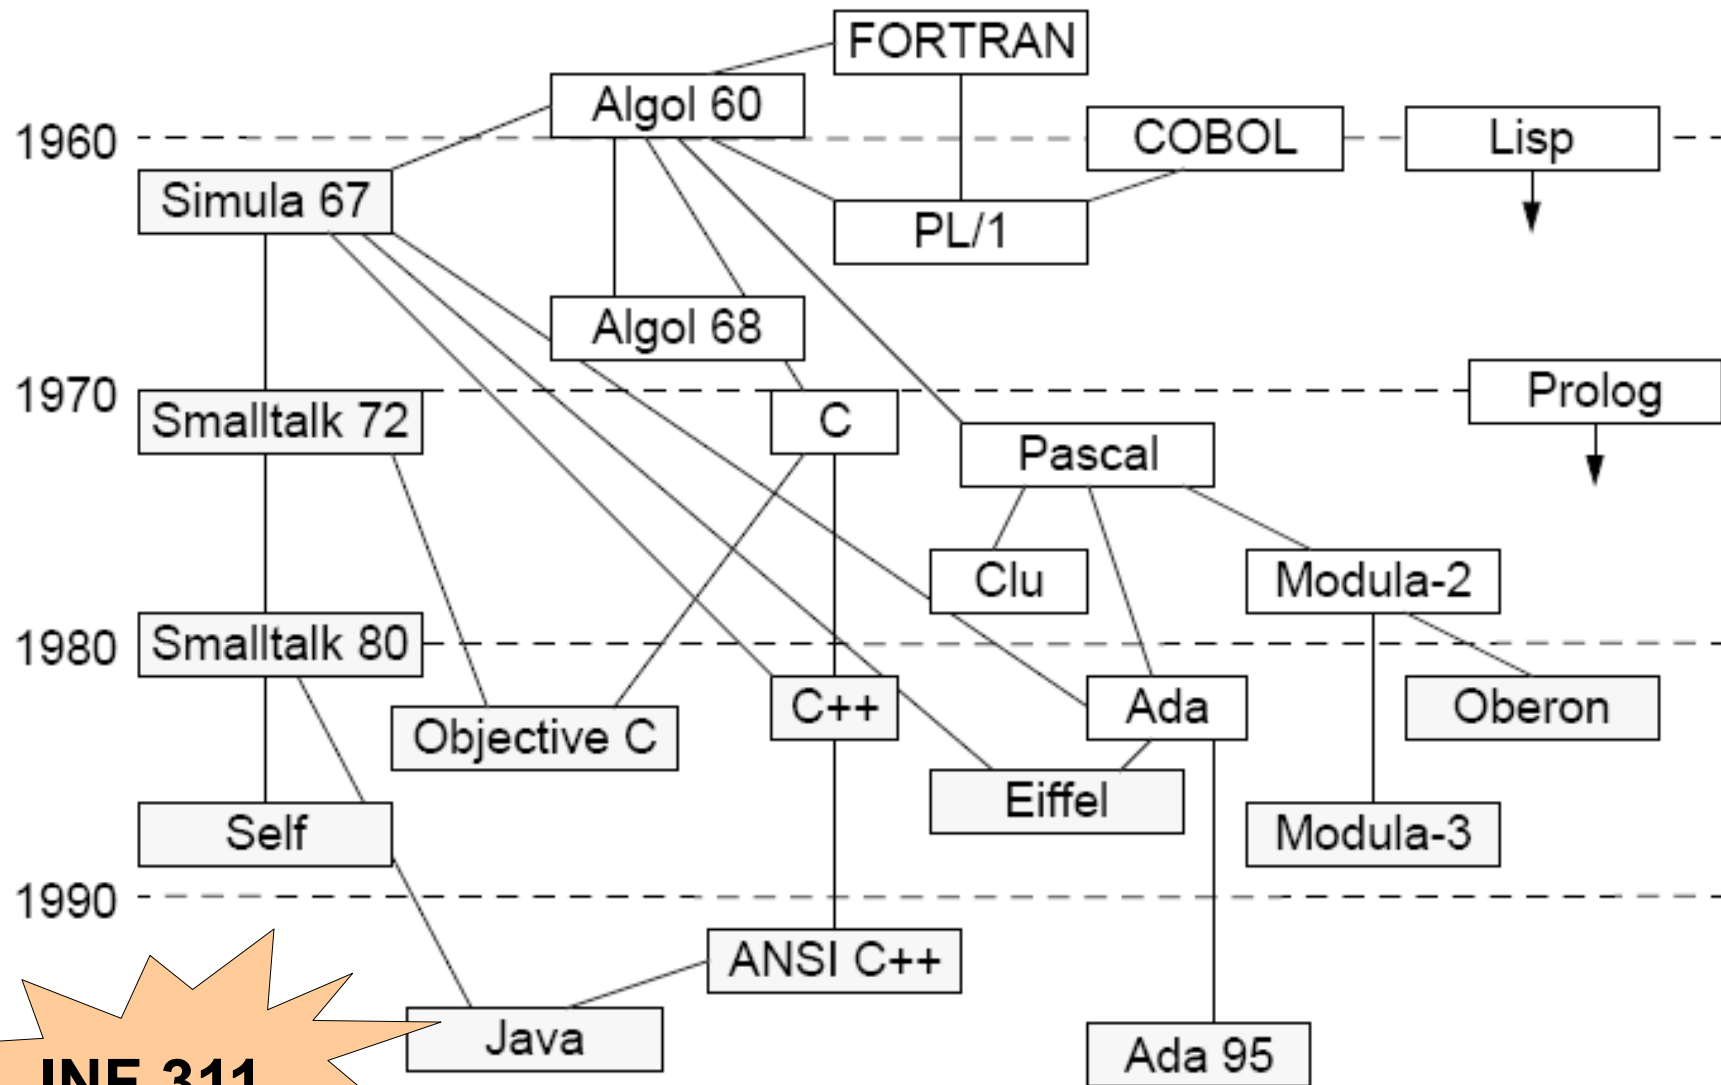 FORTRAN
Algol 60
1960
COBOL
Lisp
Simula 67
PL/1
Algol 68
1970
Prolog
Smalltalk 72
C
Pascal
Clu
Modula-2
1980
Smalltalk 80
C++
Ada
Oberon
Objective C
Eiffel
Self
Modula-3
1990
ANSI C++
Java
Ada 95
INF 311